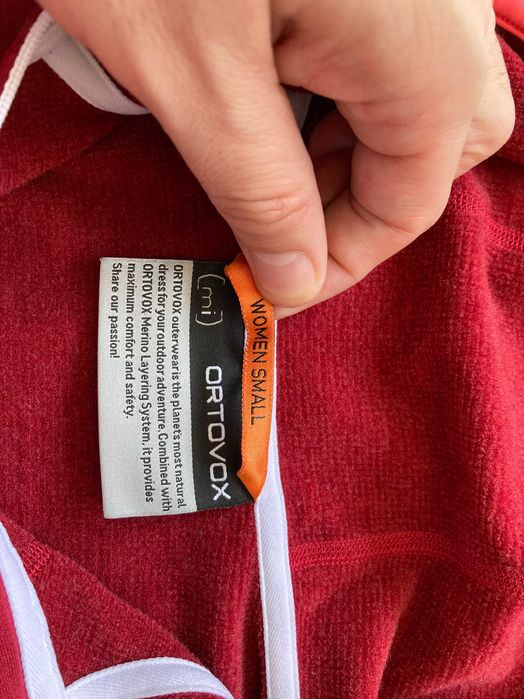 WOMEN SMALL
(mi) ORTOVOX
ORTOVOX outerwear is the planet's most natural
dress for your outdoor adventure. Combined with
ORTOVOX Merino Layering System, it provides
maximum comfort and safety.
Share our passion!